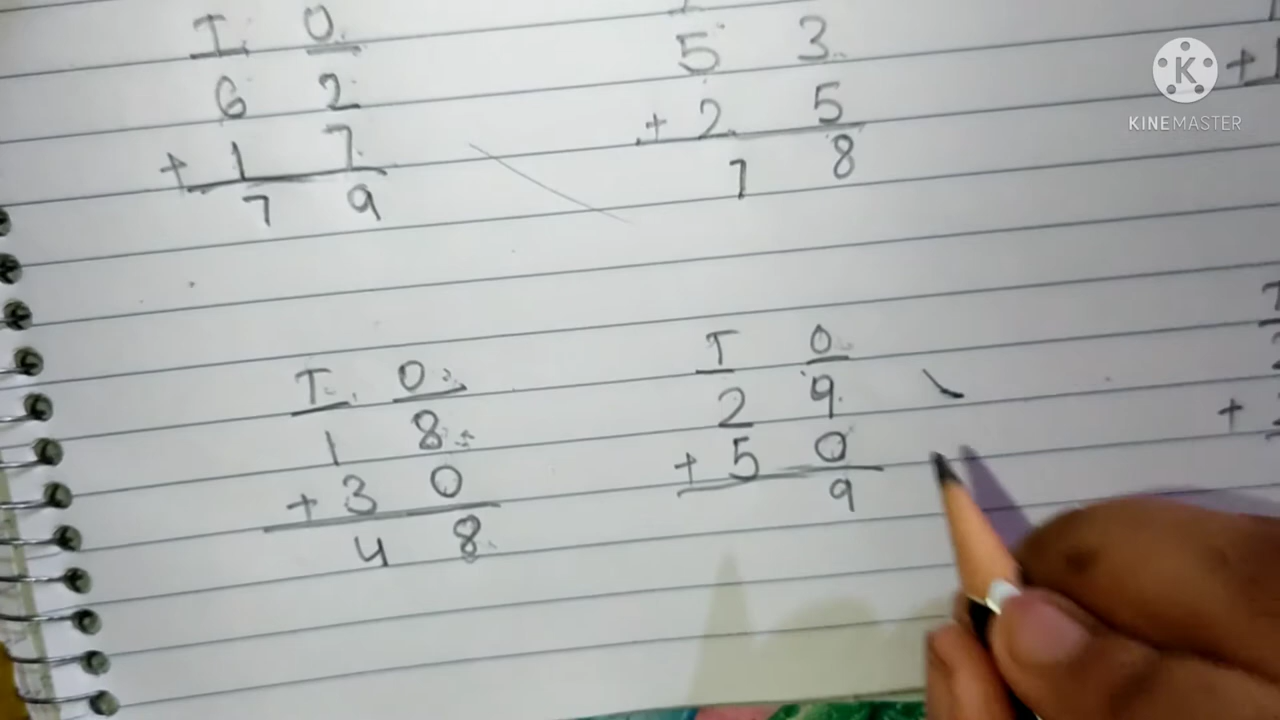 T O
6 2
+ 1 7
7 9
5 3
+ 2 5
7 8
KINEMASTER
T O
1 8
+ 3 0
4 8
T O
2 9
+ 5 0
9